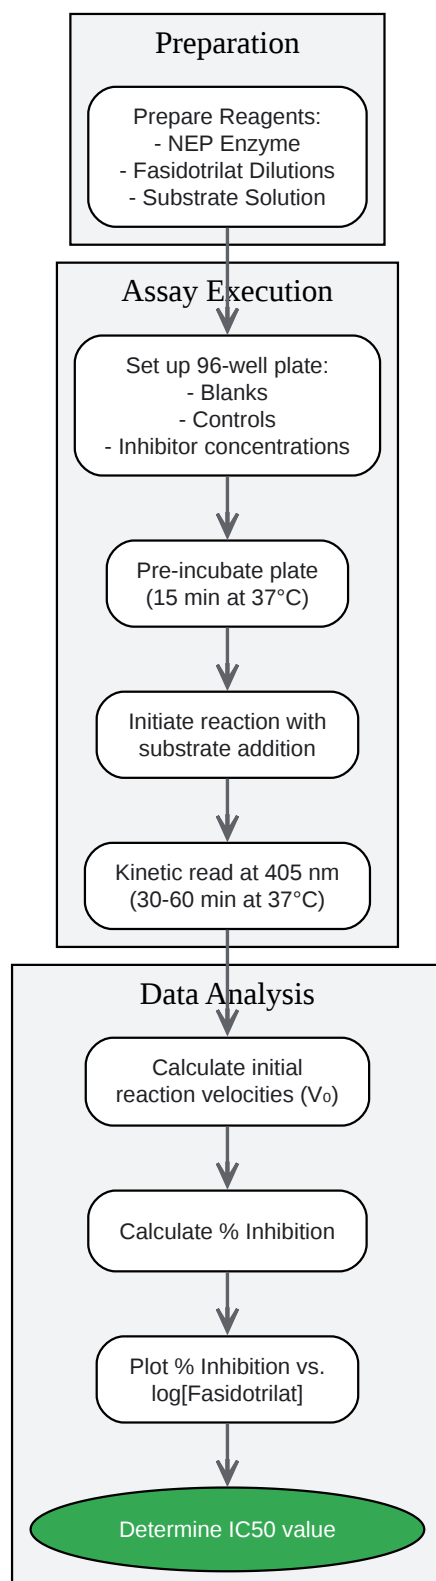 Preparation
Prepare Reagents:
- NEP Enzyme
- Fasidotrilat Dilutions
- Substrate Solution
Assay Execution
Set up 96-well plate:
- Blanks
- Controls
- Inhibitor concentrations
Pre-incubate plate
(15 min at 37°C)
Initiate reaction with
substrate addition
Kinetic read at 405 nm
(30-60 min at 37°C)
Data Analysis
Calculate initial
reaction velocities (V₀)
Calculate % Inhibition
Plot % Inhibition vs.
log[Fasidotrilat]
Determine IC50 value